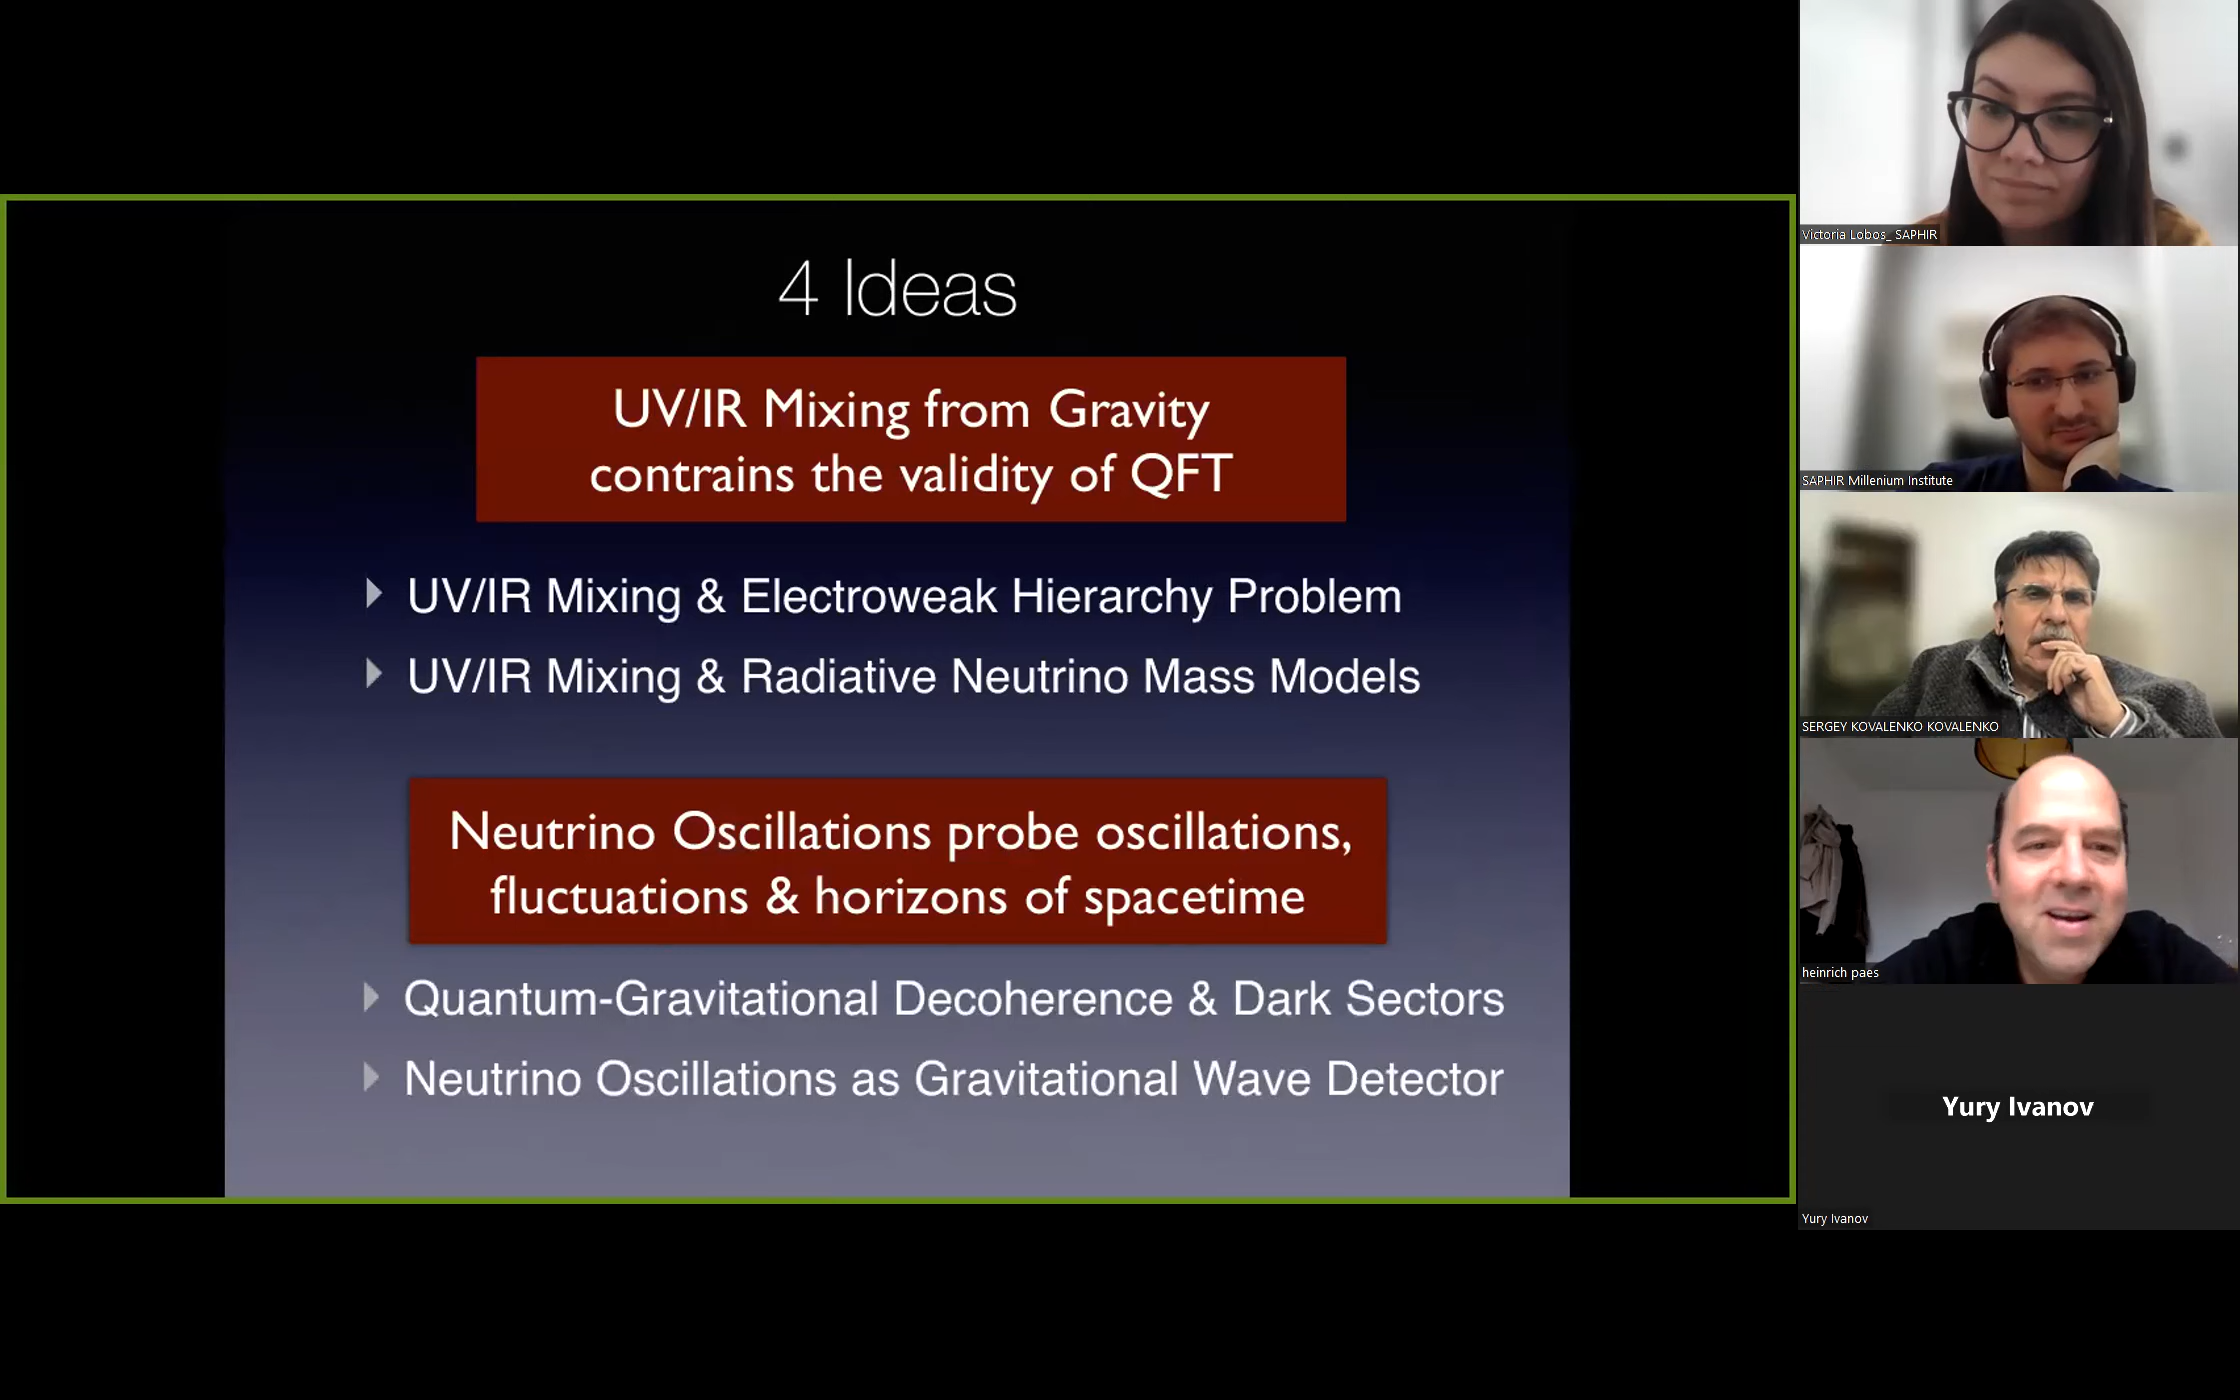 4 Ideas
UV/IR Mixing from Gravity
contrains the validity of QFT
UV/IR Mixing & Electroweak Hierarchy Problem
UV/IR Mixing & Radiative Neutrino Mass Models
Neutrino Oscillations probe oscillations,
fluctuations & horizons of spacetime
Quantum-Gravitational Decoherence & Dark Sectors
Neutrino Oscillations as Gravitational Wave Detector
Victoria Lobos_ SAPHIR
SAPHIR Millenium Institute
SERGEY KOVALENKO KOVALENKO
heinrich paes
Yury Ivanov
Yury Ivanov